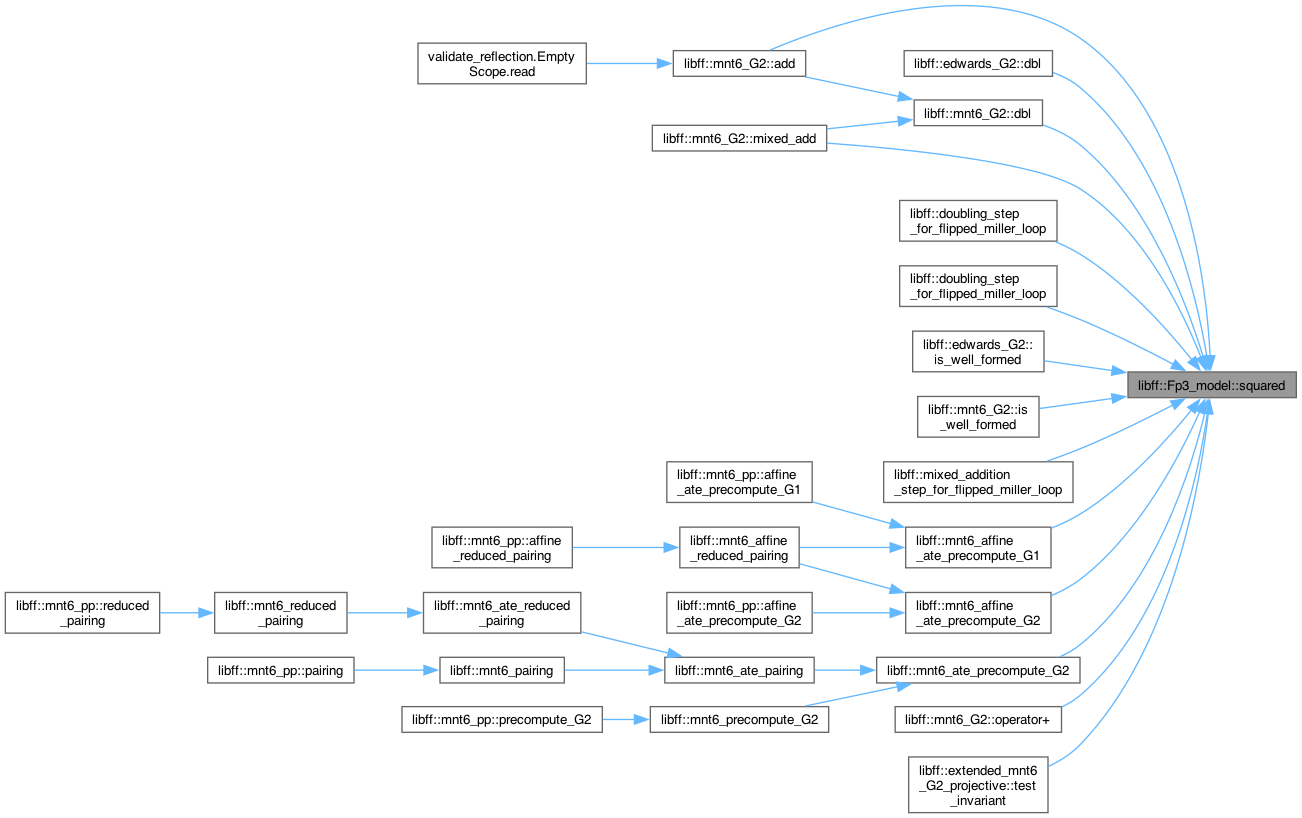 validate_reflection.Empty
Scope.read
libff::mnt6_G2::add
libff::edwards_G2::dbl
libff::mnt6_G2::dbl
libff::mnt6_G2::mixed_add
libff::doubling_step
_for_flipped_miller_loop
libff::doubling_step
_for_flipped_miller_loop
libff::edwards_G2::
is_well_formed
libff::Fp3_model::squared
libff::mnt6_G2::is
_well_formed
libff::mixed_addition
_step_for_flipped_miller_loop
libff::mnt6_pp::affine
_ate_precompute_G1
libff::mnt6_pp::affine
_reduced_pairing
libff::mnt6_affine
_reduced_pairing
libff::mnt6_affine
_ate_precompute_G1
libff::mnt6_pp::reduced
_pairing
libff::mnt6_reduced
_pairing
libff::mnt6_ate_reduced
_pairing
libff::mnt6_pp::affine
_ate_precompute_G2
libff::mnt6_affine
_ate_precompute_G2
libff::mnt6_pp::pairing
libff::mnt6_pairing
libff::mnt6_ate_pairing
libff::mnt6_ate_precompute_G2
libff::mnt6_pp::precompute_G2
libff::mnt6_precompute_G2
libff::mnt6_G2::operator+
libff::extended_mnt6
_G2_projective::test
_invariant